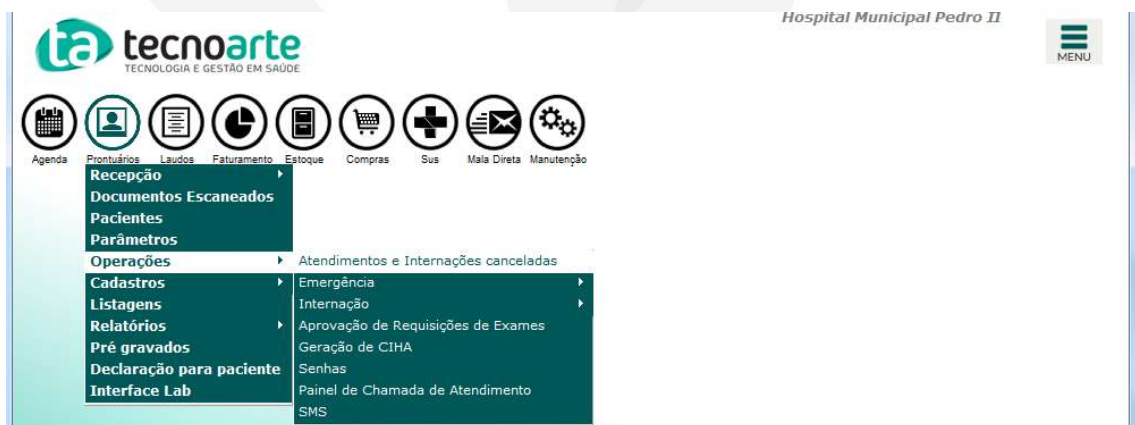 Hospital Municipal Pedro II
ta tecnoarte
TECNOLOGIA E GESTÃO EM SAÚDE
MENU
Agenda Prontuários Laudos Faturamento Estoque Compras Sus Mala Direta Manutenção
Recepção
Documentos Escaneados
Pacientes
Parâmetros
Operações
Cadastros
Listagens
Relatórios
Pré gravados
Declaração para paciente
Interface Lab
Atendimentos e Internações canceladas
Emergência
Internação
Aprovação de Requisições de Exames
Geração de CIHA
Senhas
Painel de Chamada de Atendimento
SMS